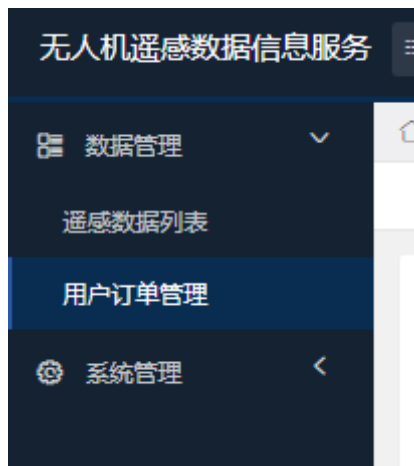 无人机遥感数据信息服务
数据管理
遥感数据列表
用户订单管理
系统管理